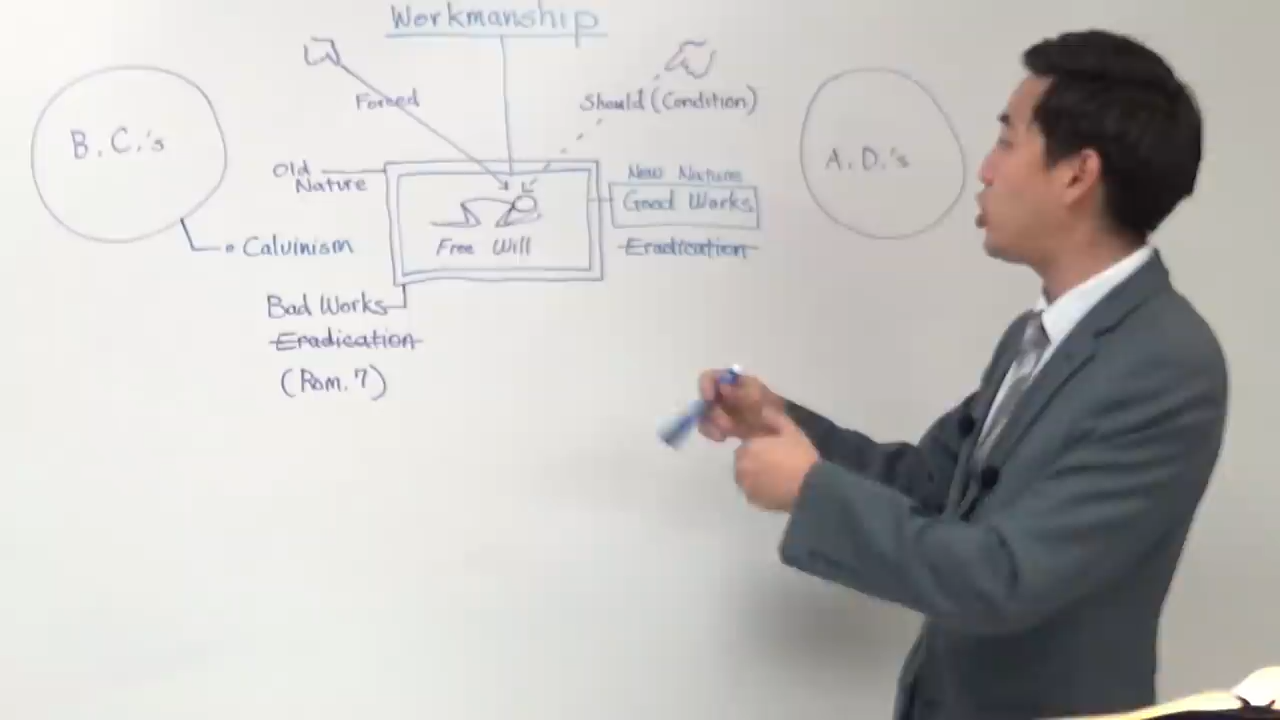 Workmanship
Forced
Should (Condition)
B.C.'s
A.D.'s
Old
Nature
New Nature
Good Works
Free Will
Calvinism
Eradication
Bad Works
Eradication
(Rom. 7)